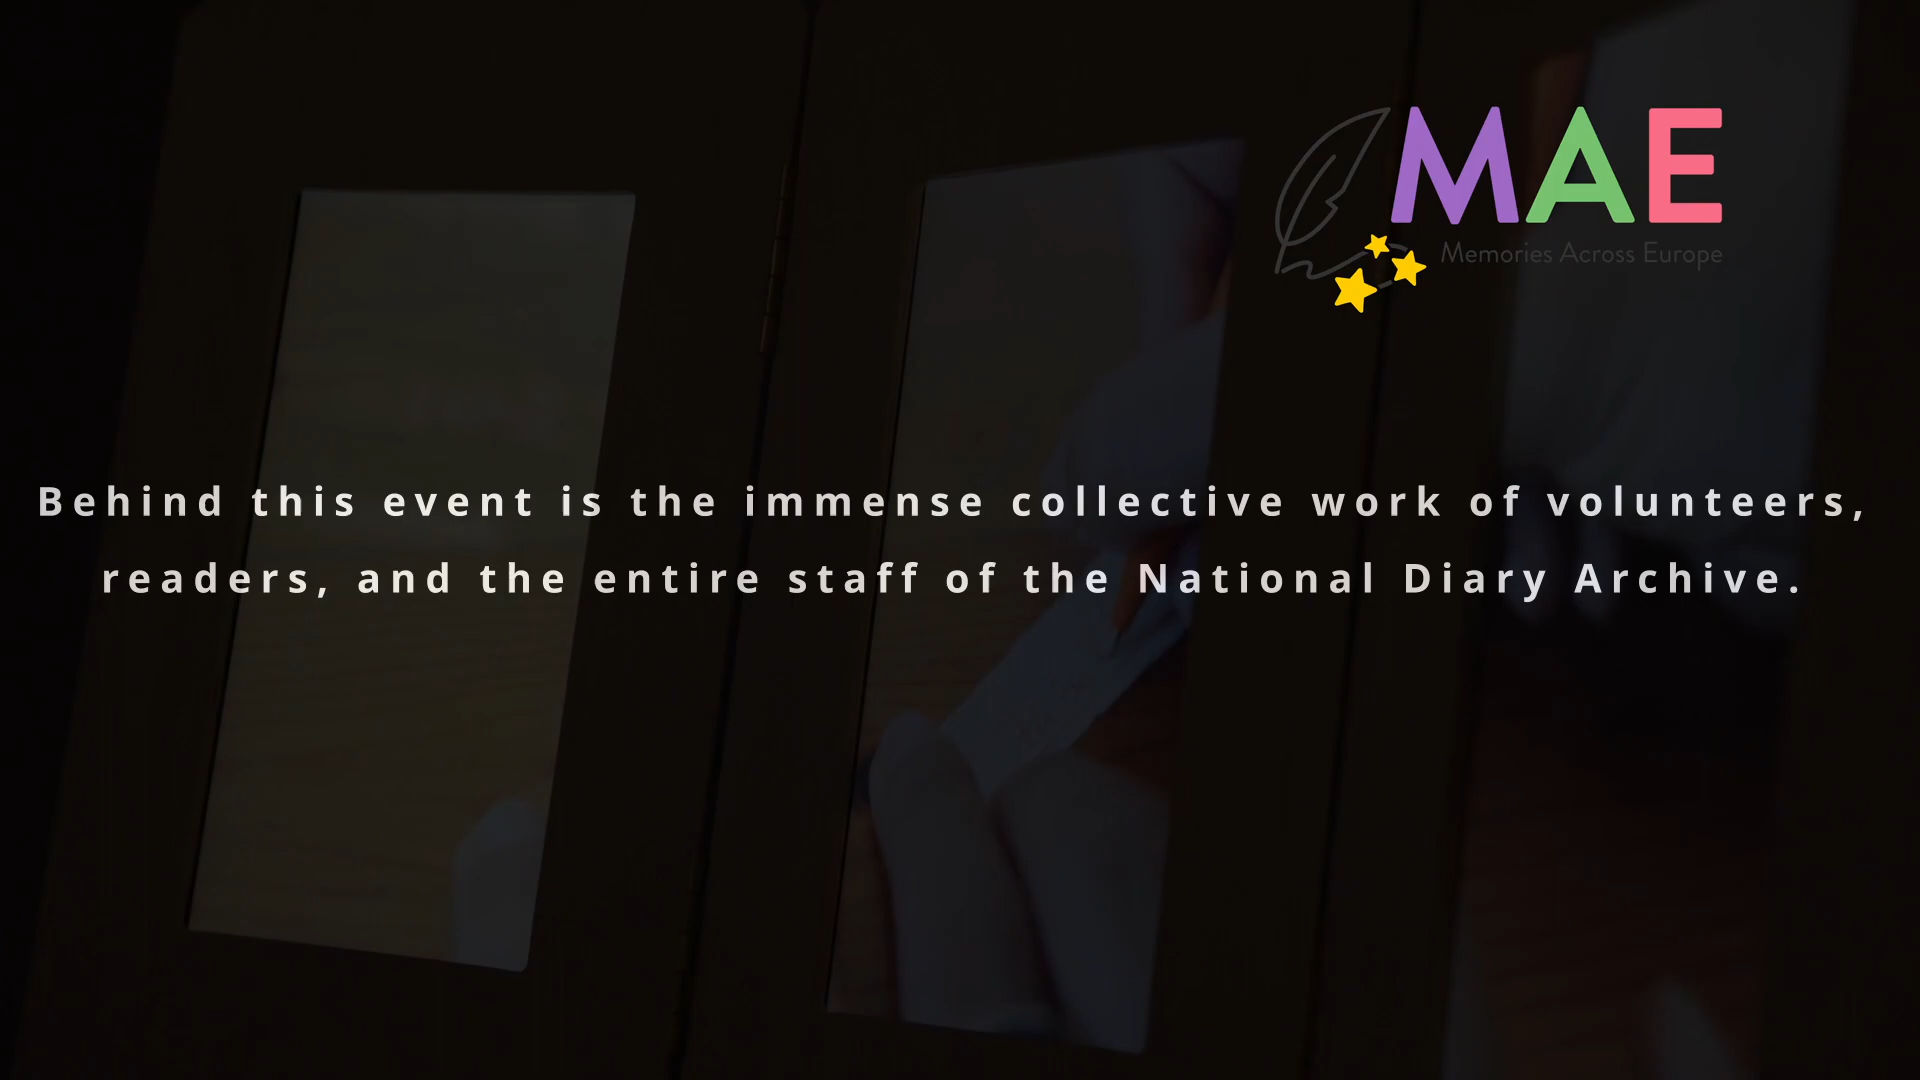 MAE
Memories Across Europe
Behind this event is the immense collective work of volunteers,
readers, and the entire staff of the National Diary Archive.